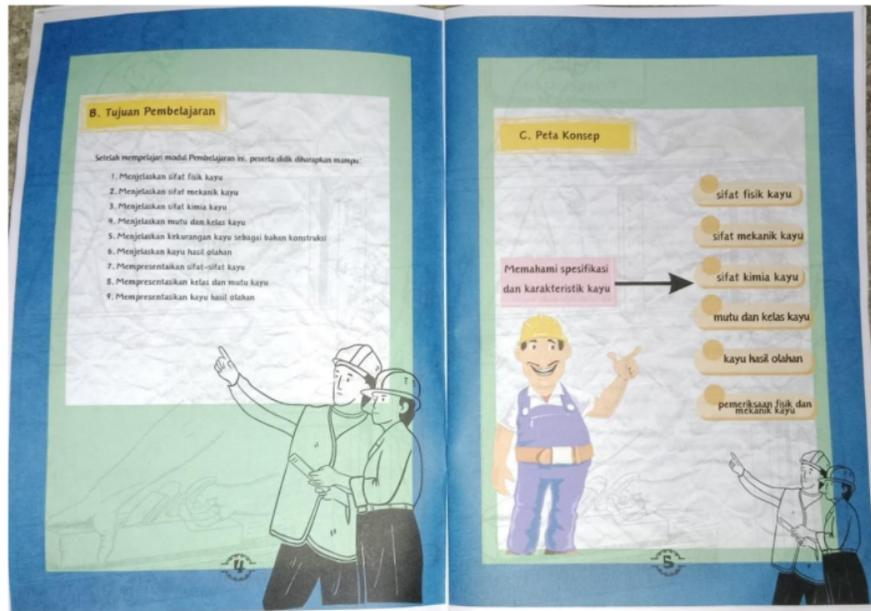 B. Tujuan Pembelajaran
Setelah mempelajari modul Pembelajaran ini, peserta didik diharapkan mampu:
1. Menjelaskan sifat fisik kayu
2. Menjelaskan sifat mekanik kayu
3. Menjelaskan sifat kimia kayu
4. Menjelaskan mutu dan kelas kayu
5. Menjelaskan kekurangan kayu sebagai bahan konstruksi
6. Menjelaskan kayu hasil olahan
7. Mempresentaikan sifat-sifat kayu
8. Mempresentasikan kelas dan mutu kayu
9. Mempresentasikan kayu hasil olahan
4
C. Peta Konsep
Memahami spesifikasi
dan karakteristik kayu
sifat fisik kayu
sifat mekanik kayu
sifat kimia kayu
mutu dan kelas kayu
kayu hasil olahan
pemeriksaan fisik dan
mekanik kayu
5